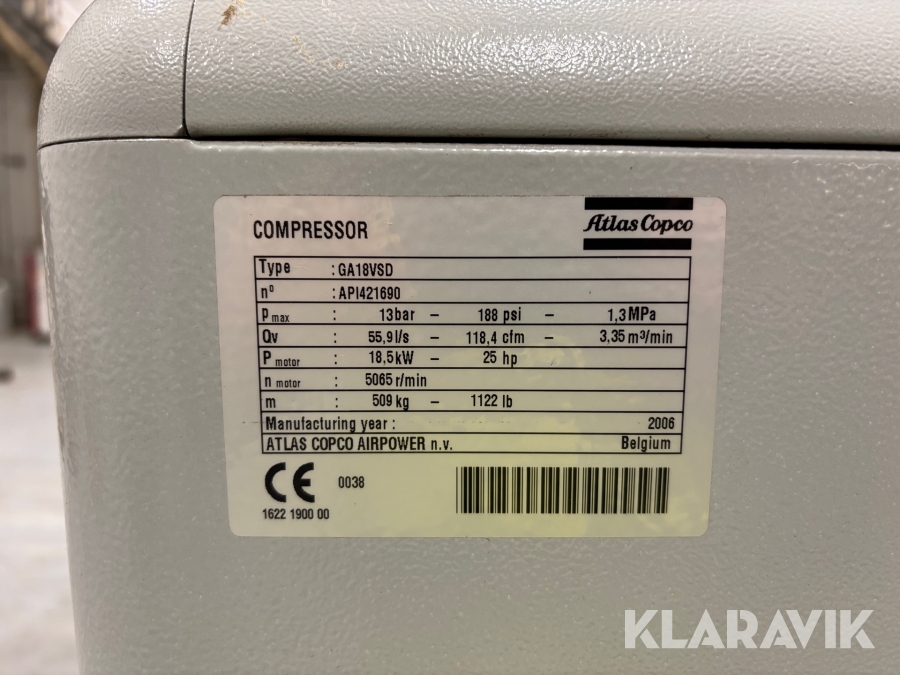 COMPRESSOR
Atlas Copco
Type : GA18VSD
nº : API421690
P max : 13bar – 188 psi – 1,3MPa
Qv : 55,9l/s – 118,4 cfm – 3,35 m³/min
P motor : 18,5kW – 25 hp
n motor : 5065 r/min
m : 509kg – 1122 lb
Manufacturing year : 2006
ATLAS COPCO AIRPOWER n.v. Belgium
CE 0038
1622 1900 00
KLARAVIK